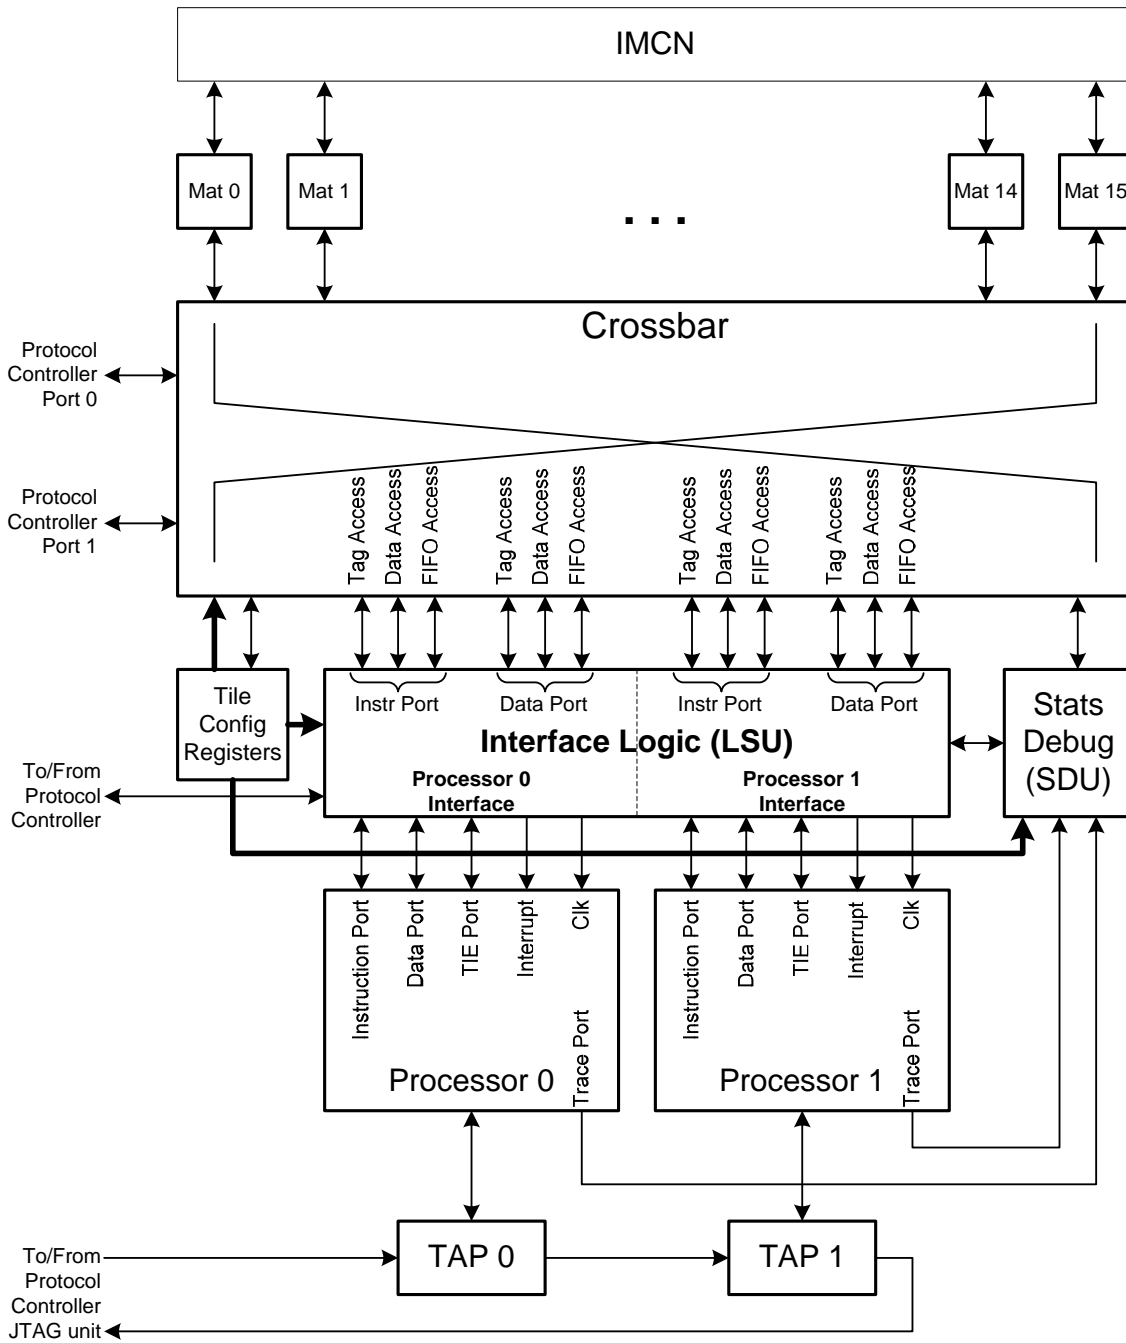 IMCN
Mat 0
Mat 1
. . .
Mat 14
Mat 15
Crossbar
Protocol
Controller
Port 0
Protocol
Controller
Port 1
Tag Access
Data Access
FIFO Access
Tag Access
Data Access
FIFO Access
Tag Access
Data Access
FIFO Access
Tag Access
Data Access
FIFO Access
Tile
Config
Registers
Instr Port
Data Port
Instr Port
Data Port
Interface Logic (LSU)
Processor 0
Interface
Processor 1
Interface
Stats
Debug
(SDU)
To/From
Protocol
Controller
Instruction Port
Data Port
TIE Port
Interrupt
Clk
Trace Port
Processor 0
Instruction Port
Data Port
TIE Port
Interrupt
Clk
Trace Port
Processor 1
TAP 0
TAP 1
To/From
Protocol
Controller
JTAG unit